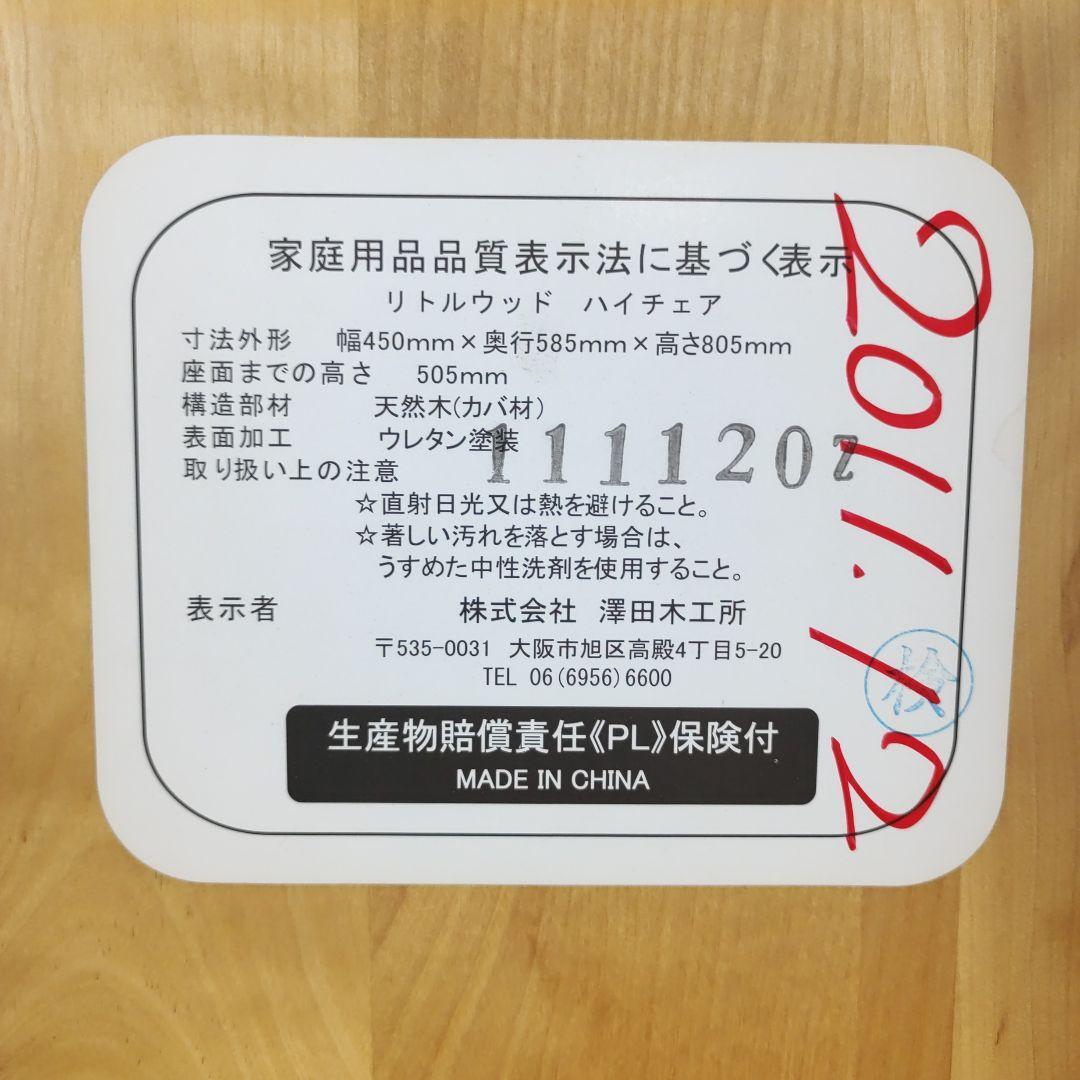 家庭用品品質表示法に基づく表示
リトルウッド ハイチェア
寸法外形 幅450mm×奥行585mm×高さ805mm
座面までの高さ 505mm
構造部材 天然木(カバ材)
表面加工 ウレタン塗装
1111207
取り扱い上の注意
☆直射日光又は熱を避けること。
☆著しい汚れを落とす場合は、
うすめた中性洗剤を使用すること。
表示者 株式会社 澤田木工所
〒535-0031 大阪市旭区高殿4丁目5-20
TEL 06(6956)6600
生産物賠償責任《PL》保険付
MADE IN CHINA
2011.12
検